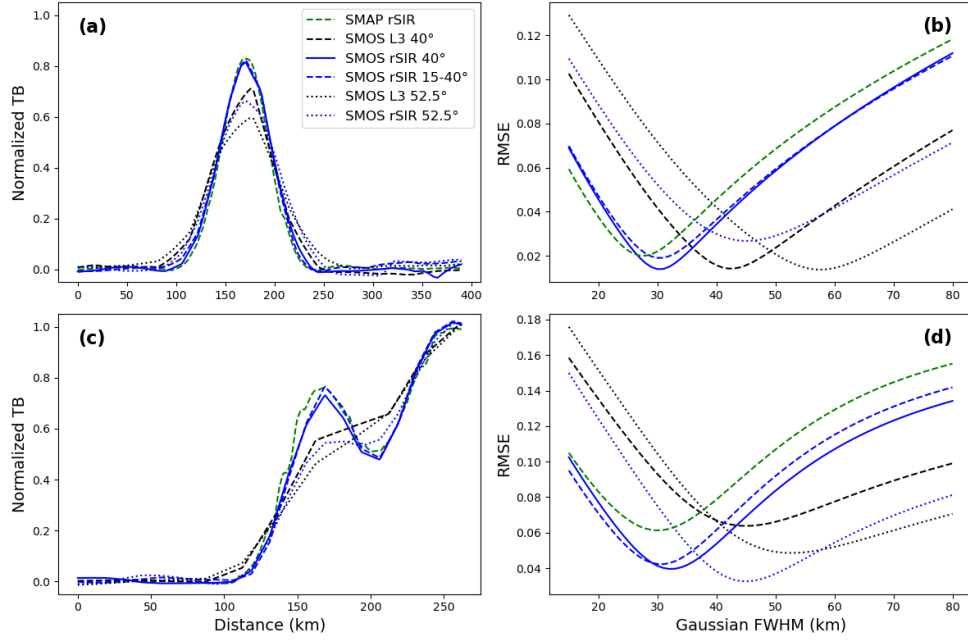 (a)
SMAP rSIR
SMOS L3 40°
SMOS rSIR 40°
SMOS rSIR 15-40°
SMOS L3 52.5°
SMOS rSIR 52.5°
Normalized TB
1.0
0.8
0.6
0.4
0.2
0.0
0 50 100 150 200 250 300 350 400
(b)
RMSE
0.12
0.10
0.08
0.06
0.04
0.02
20 30 40 50 60 70 80
(c)
Normalized TB
1.0
0.8
0.6
0.4
0.2
0.0
0 50 100 150 200 250
Distance (km)
(d)
RMSE
0.18
0.16
0.14
0.12
0.10
0.08
0.06
0.04
20 30 40 50 60 70 80
Gaussian FWHM (km)